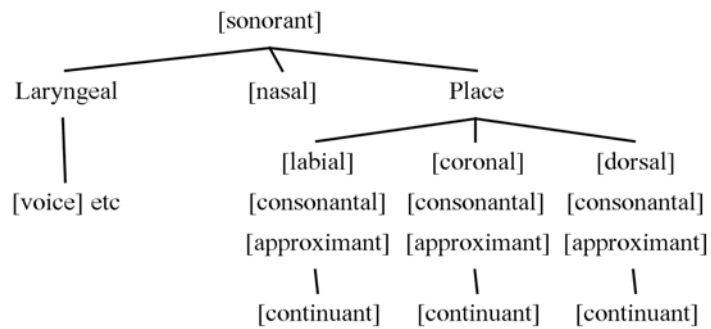 [sonorant]
Laryngeal [nasal] Place
[labial] [coronal] [dorsal]
[voice] etc [consonantal] [consonantal] [consonantal]
[approximant] [approximant] [approximant]
[continuant] [continuant] [continuant]